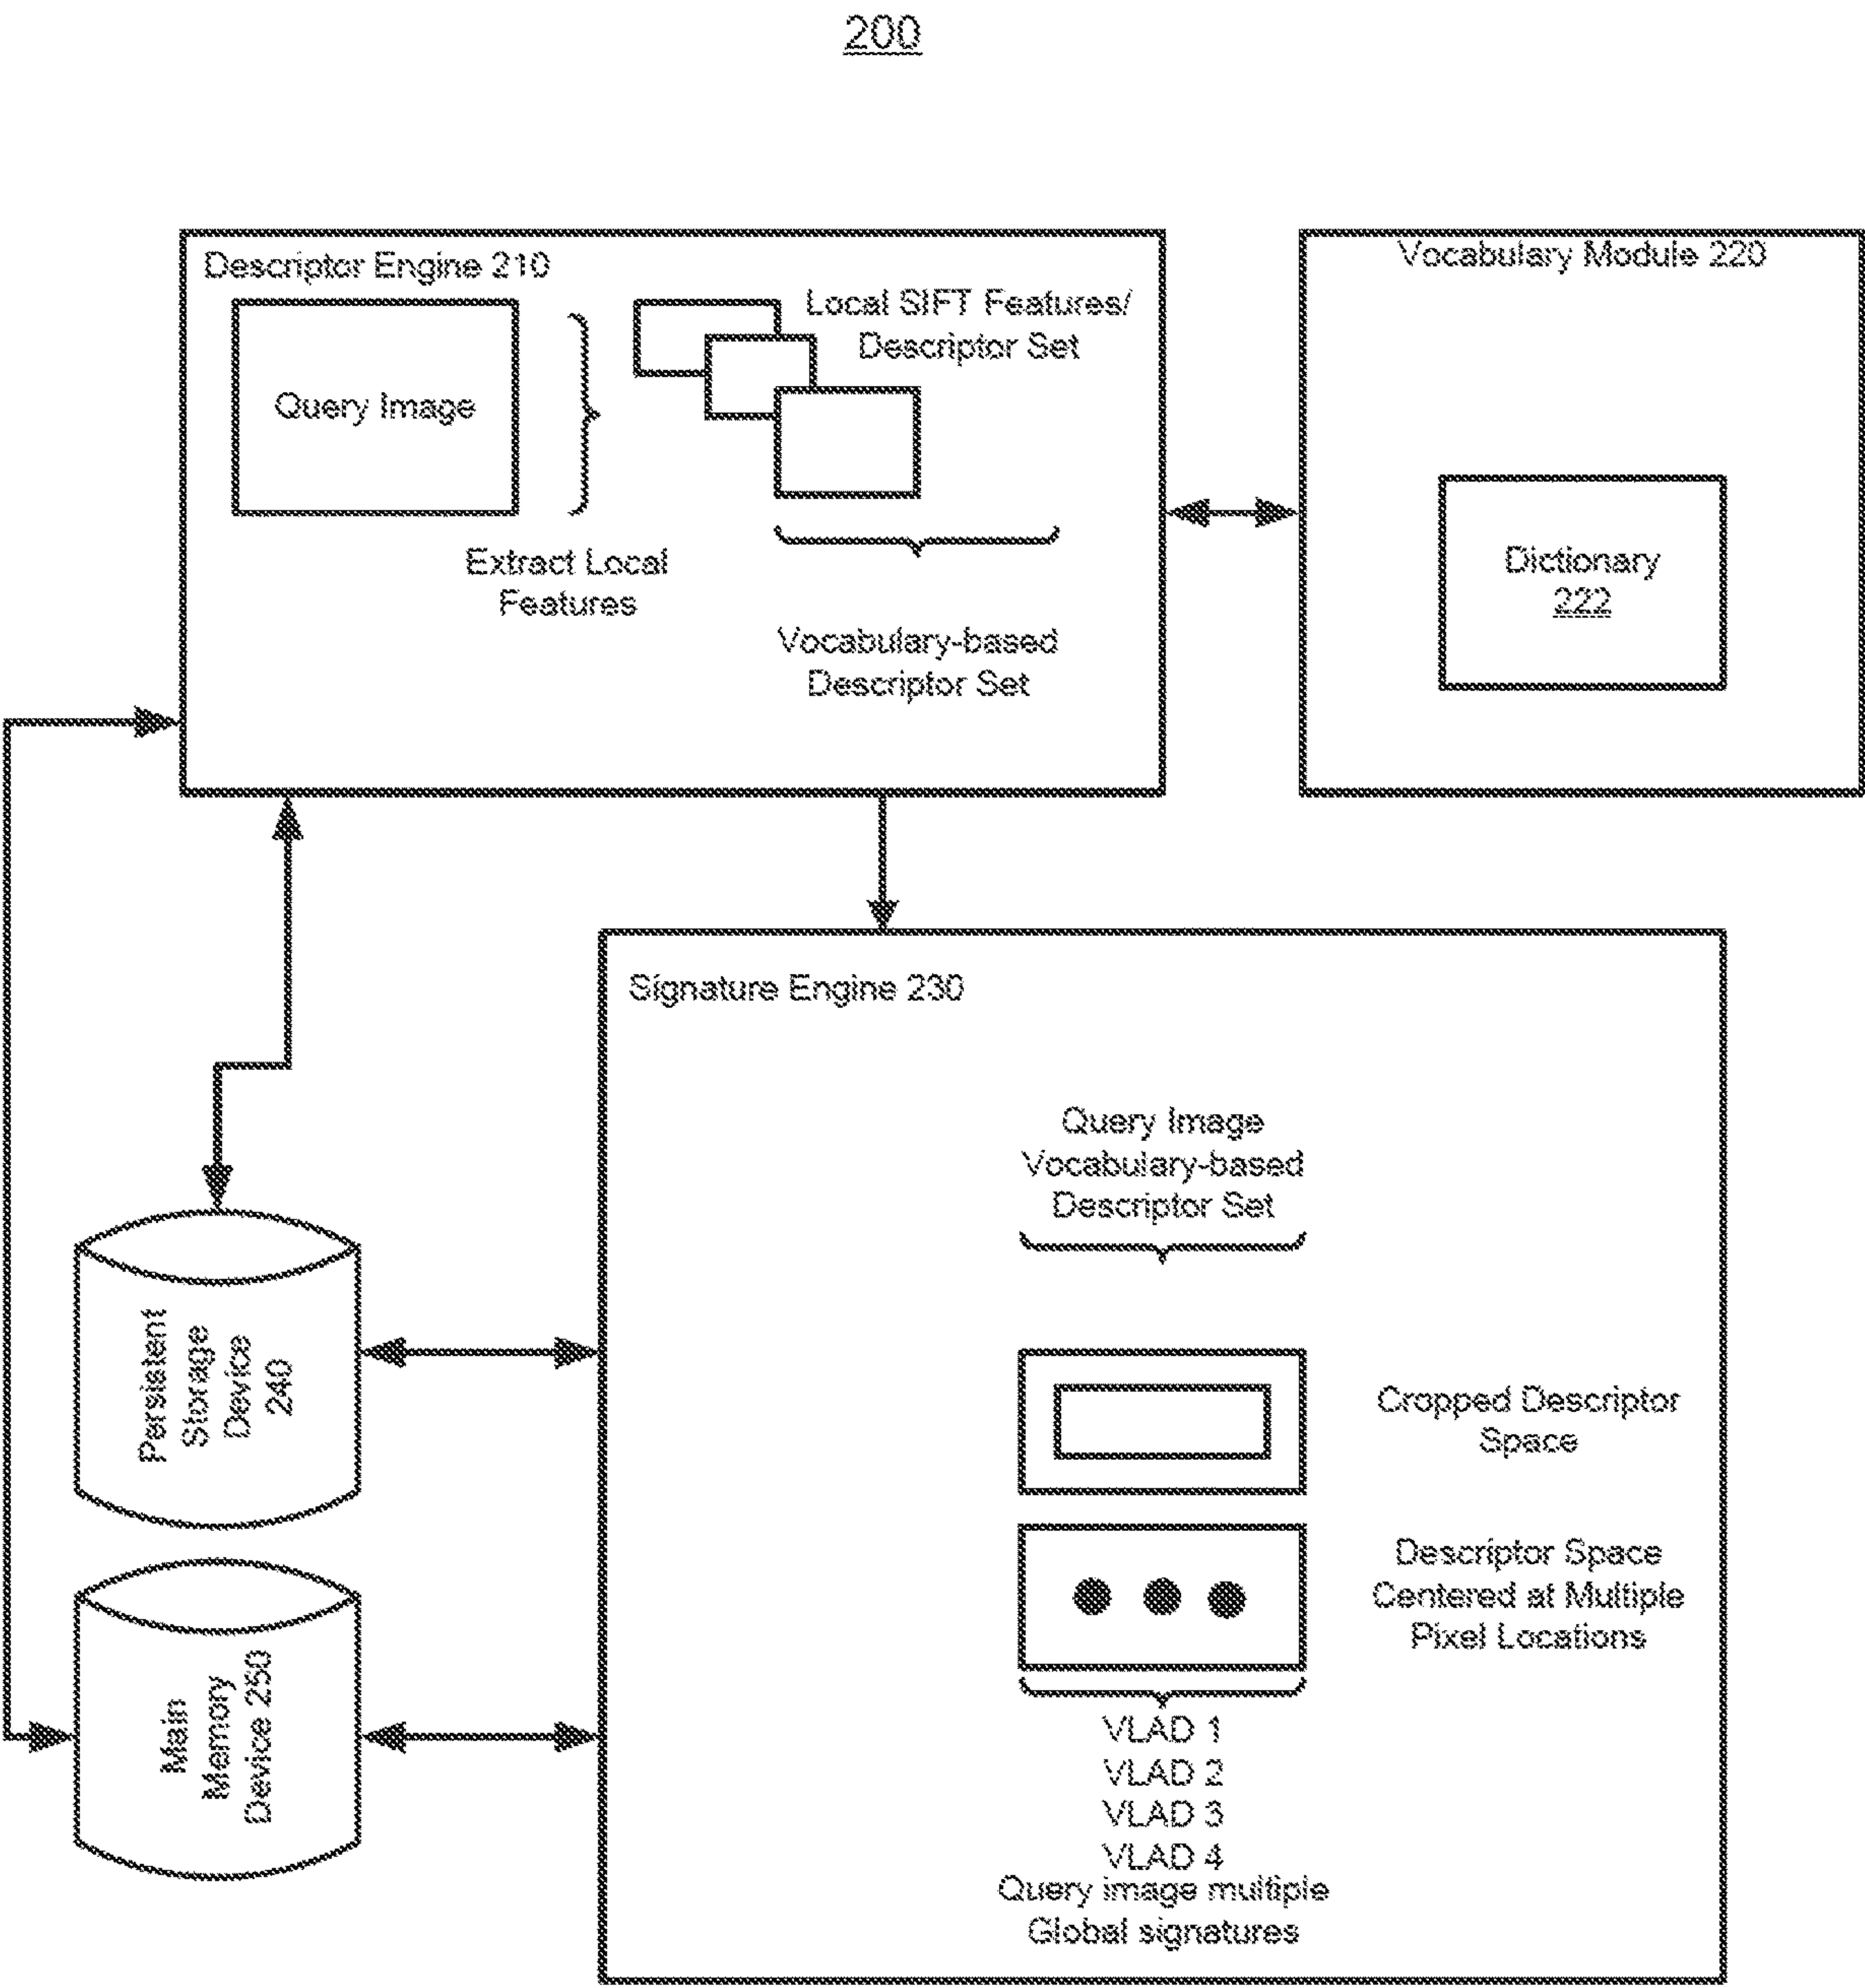 200
Descriptor Engine 210
Query Image
Local SIFT Features/
Descriptor Set
Extract Local
Features
Vocabulary-based
Descriptor Set
Vocabulary Module 220
Dictionary
222
Signature Engine 230
Query Image
Vocabulary-based
Descriptor Set
Cropped Descriptor
Space
Descriptor Space
Centered at Multiple
Pixel Locations
VLAD 1
VLAD 2
VLAD 3
VLAD 4
Query image multiple
Global signatures
Persistent
Storage
Device
240
Main
Memory
Device 250